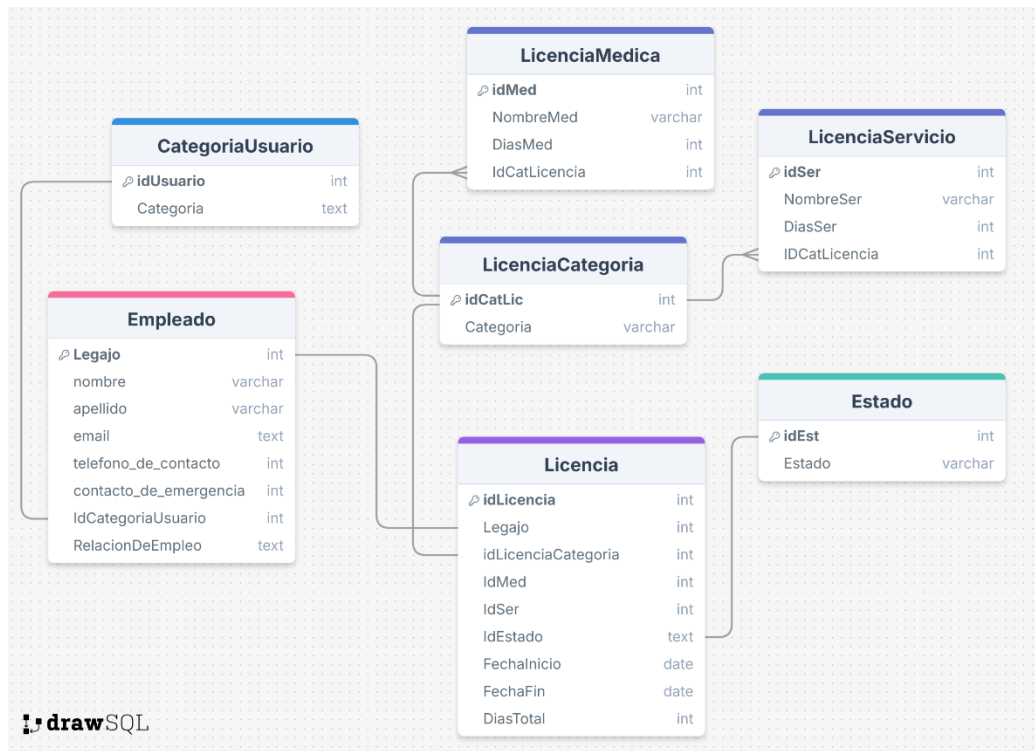 LicenciaMedica
idMed int
NombreMed varchar
DiasMed int
IdCatLicencia int
CategoriaUsuario
idUsuario int
Categoria text
LicenciaServicio
idSer int
NombreSer varchar
DiasSer int
IDCatLicencia int
LicenciaCategoria
idCatLic int
Categoria varchar
Empleado
Legajo int
nombre varchar
apellido varchar
email text
telefono_de_contacto int
contacto_de_emergencia int
IdCategoriaUsuario int
RelacionDeEmpleo text
Estado
idEst int
Estado varchar
Licencia
idLicencia int
Legajo int
idLicenciaCategoria int
IdMed int
IdSer int
IdEstado text
FechaInicio date
FechaFin date
DiasTotal int
drawSQL